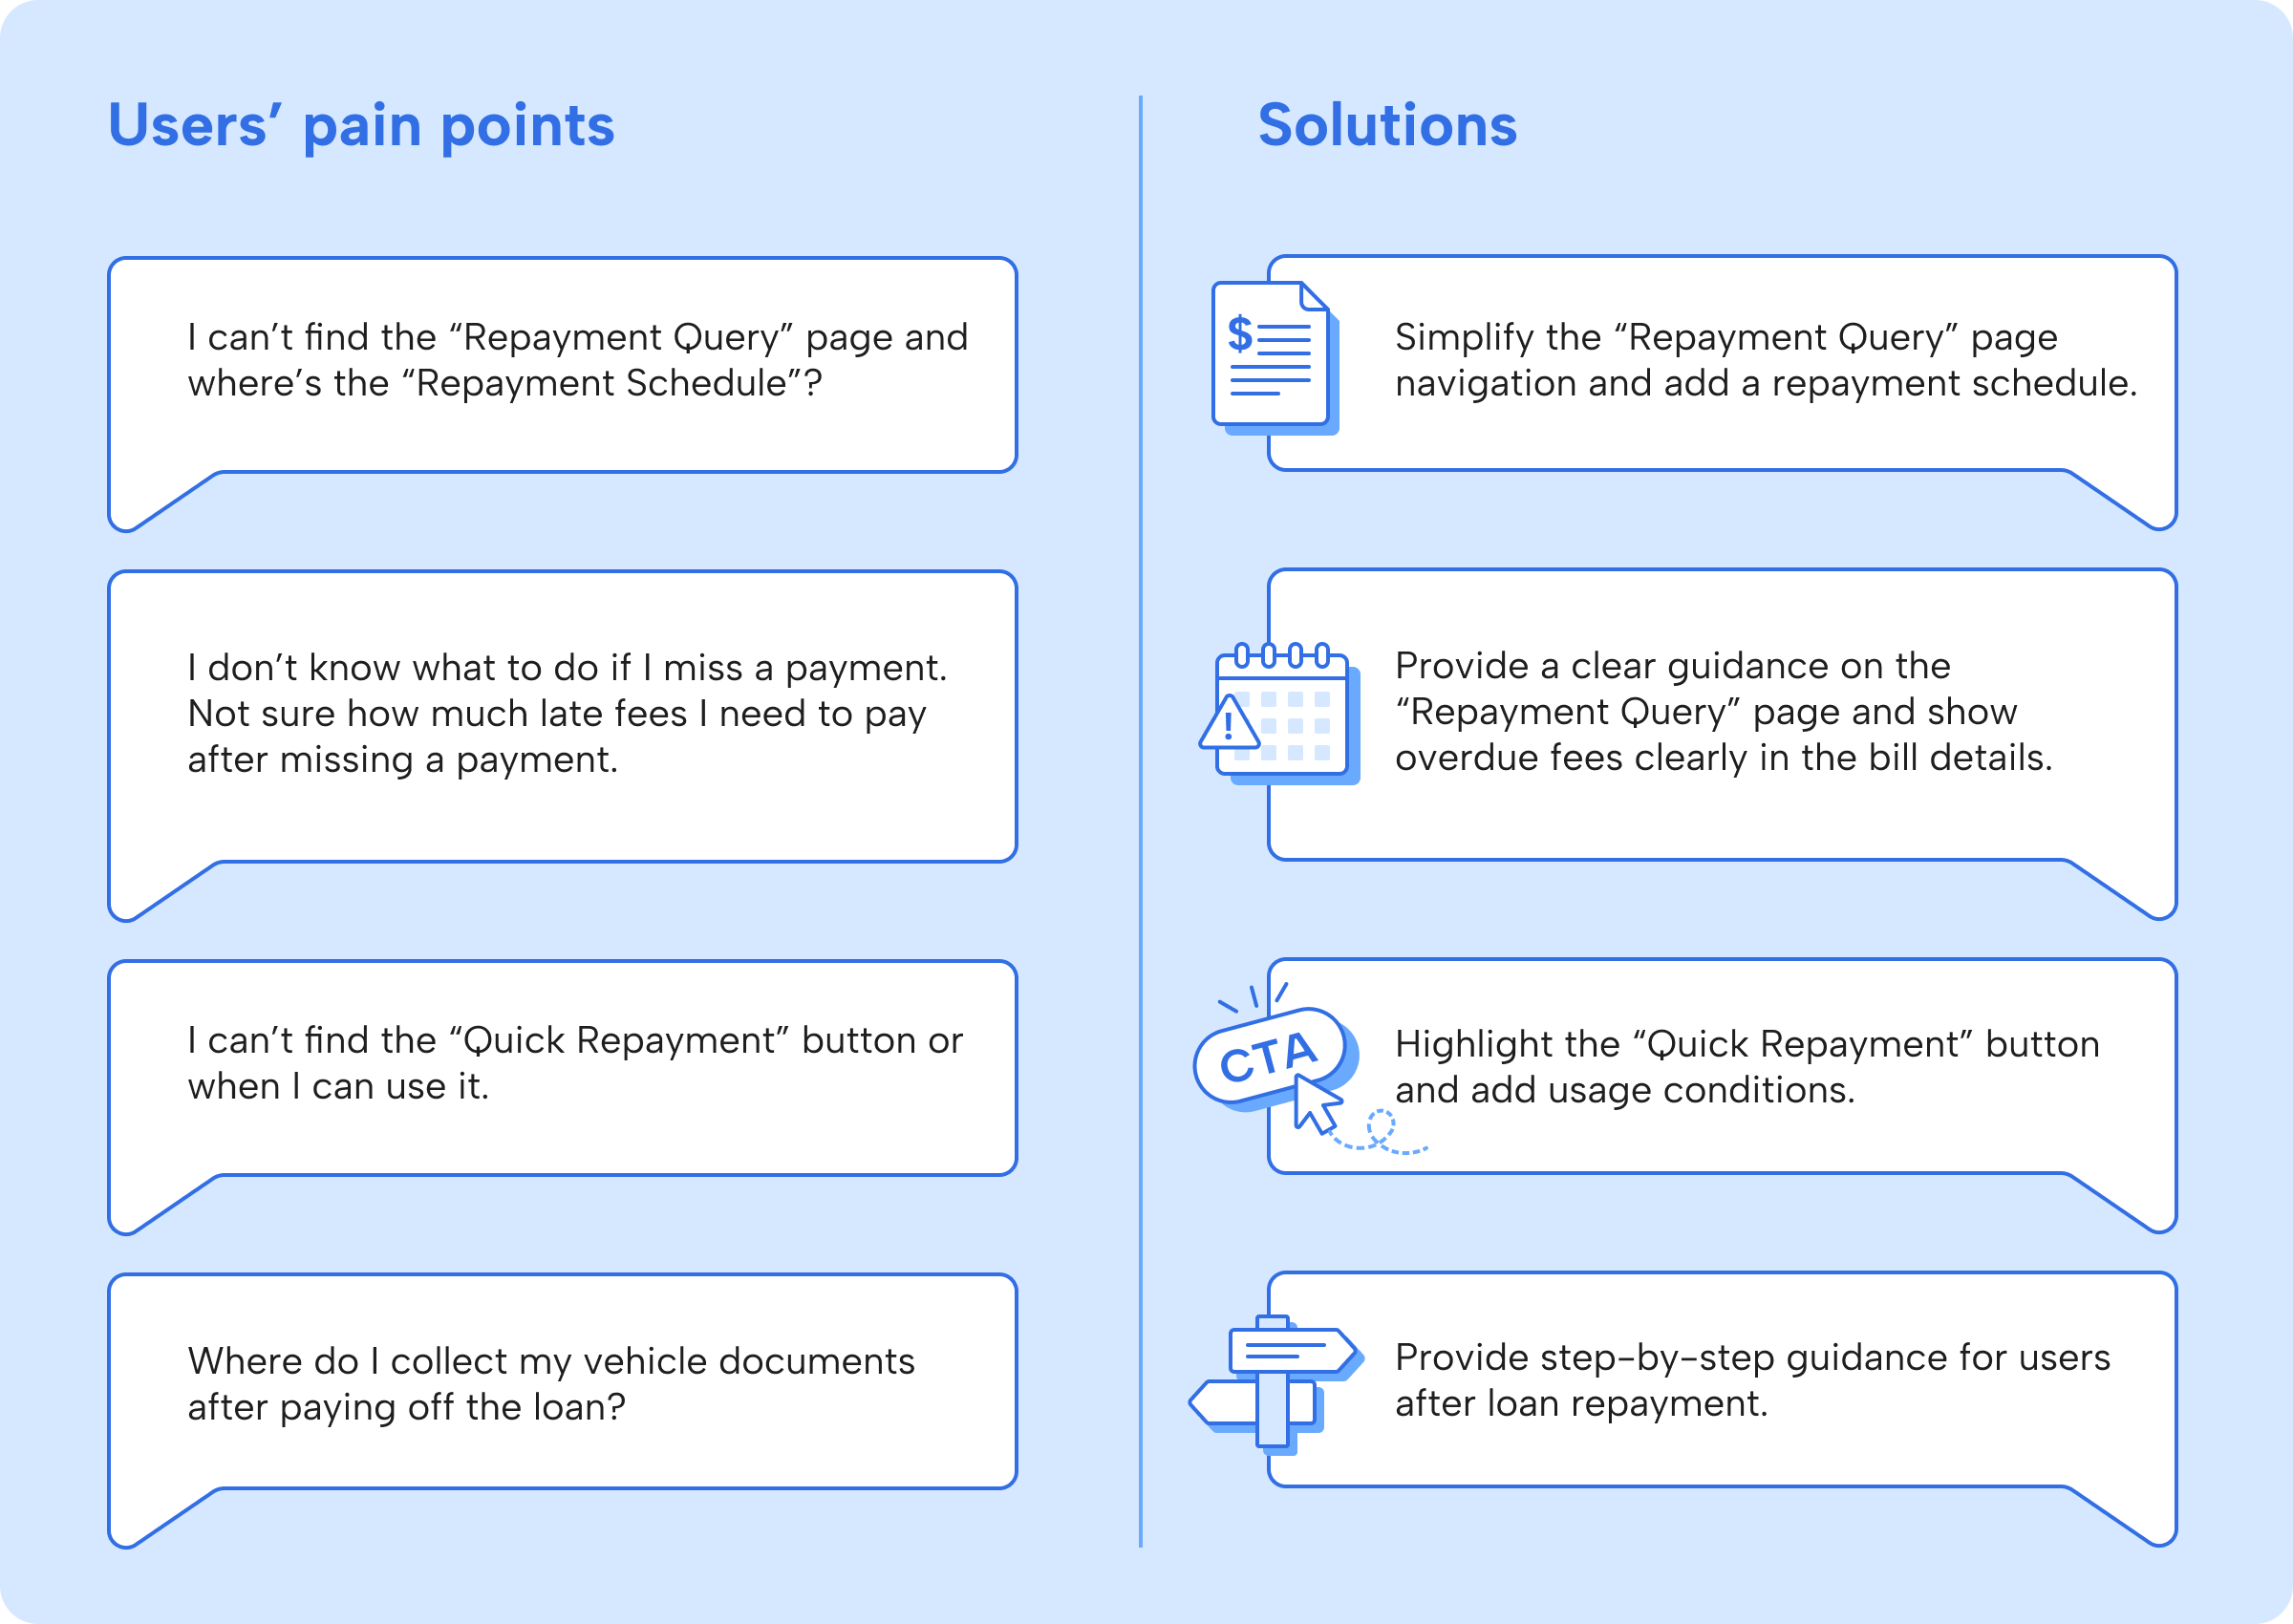 Users’ pain points
I can’t find the “Repayment Query” page and
where’s the “Repayment Schedule”?
I don’t know what to do if I miss a payment.
Not sure how much late fees I need to pay
after missing a payment.
I can’t find the “Quick Repayment” button or
when I can use it.
Where do I collect my vehicle documents
after paying off the loan?
Solutions
$
Simplify the “Repayment Query” page
navigation and add a repayment schedule.
!
Provide a clear guidance on the
“Repayment Query” page and show
overdue fees clearly in the bill details.
CTA
Highlight the “Quick Repayment” button
and add usage conditions.
Provide step-by-step guidance for users
after loan repayment.